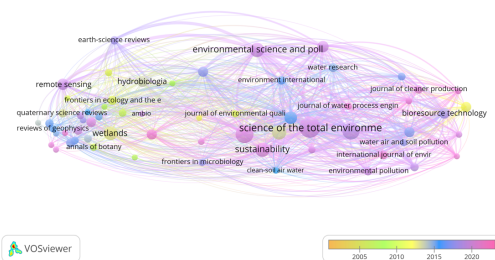 earth-science reviews
environmental science and poll
water research
remote sensing
hydrobiologia
environment international
journal of cleaner production
frontiers in ecology and the e
journal of water process engin
quaternary science reviews
ambio
journal of environmental quali
bioresource technology
reviews of geophysics
wetlands
science of the total environme
annals of botany
sustainability
water air and soil pollution
international journal of envir
frontiers in microbiology
clean-soil air water
environmental pollution
VOSviewer
2005 2010 2015 2020